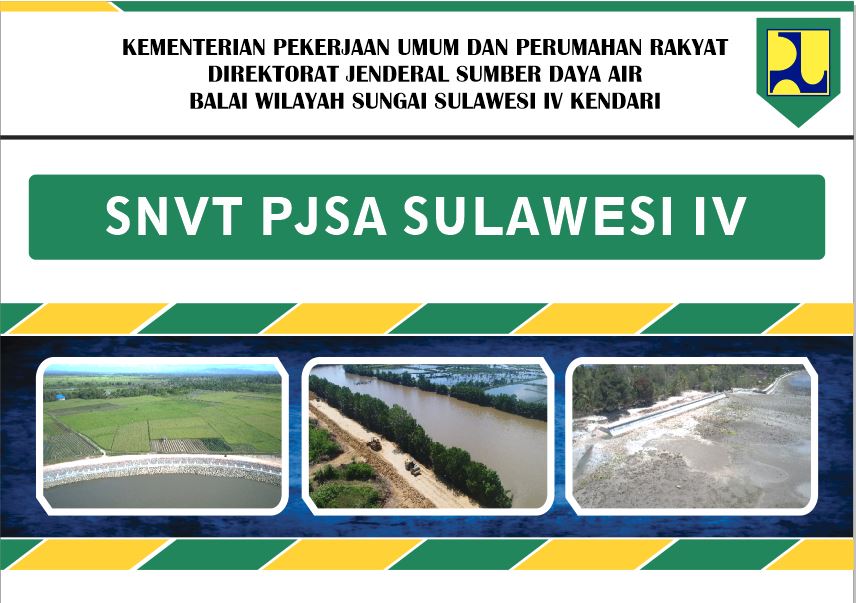 KEMENTERIAN PEKERJAAN UMUM DAN PERUMAHAN RAKYAT
DIREKTORAT JENDERAL SUMBER DAYA AIR
BALAI WILAYAH SUNGAI SULAWESI IV KENDARI
SNVT PJSA SULAWESI IV